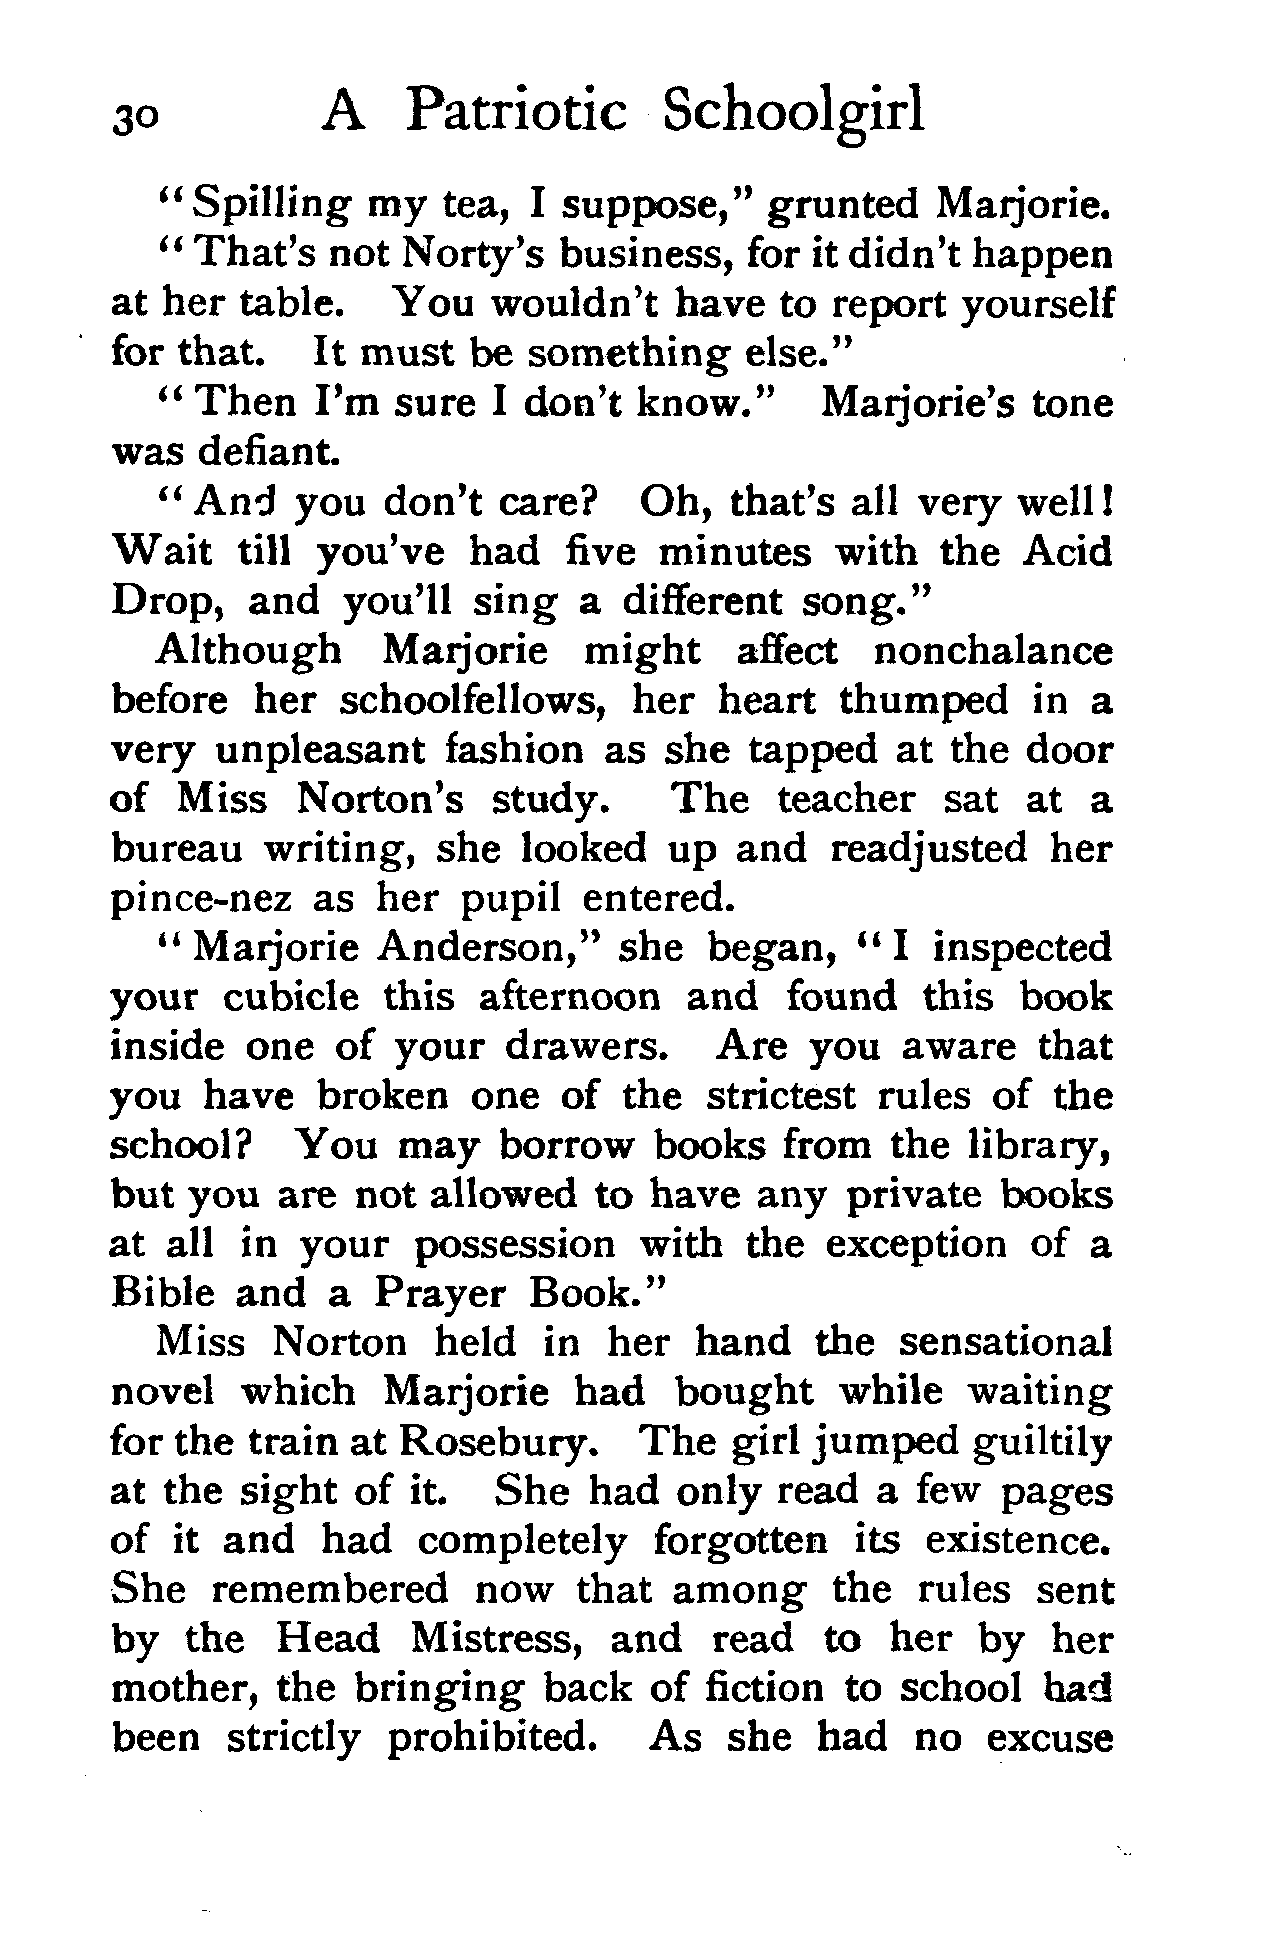 30 A Patriotic Schoolgirl
"Spilling my tea, I suppose," grunted Marjorie.
"That's not Norty's business, for it didn't happen
at her table. You wouldn't have to report yourself
for that. It must be something else."
"Then I'm sure I don't know." Marjorie's tone
was defiant.
"And you don't care? Oh, that's all very well!
Wait till you've had five minutes with the Acid
Drop, and you'll sing a different song."
Although Marjorie might affect nonchalance
before her schoolfellows, her heart thumped in a
very unpleasant fashion as she tapped at the door
of Miss Norton's study. The teacher sat at a
bureau writing, she looked up and readjusted her
pince-nez as her pupil entered.
"Marjorie Anderson," she began, "I inspected
your cubicle this afternoon and found this book
inside one of your drawers. Are you aware that
you have broken one of the strictest rules of the
school? You may borrow books from the library,
but you are not allowed to have any private books
at all in your possession with the exception of a
Bible and a Prayer Book."
Miss Norton held in her hand the sensational
novel which Marjorie had bought while waiting
for the train at Rosebury. The girl jumped guiltily
at the sight of it. She had only read a few pages
of it and had completely forgotten its existence.
She remembered now that among the rules sent
by the Head Mistress, and read to her by her
mother, the bringing back of fiction to school had
been strictly prohibited. As she had no excuse